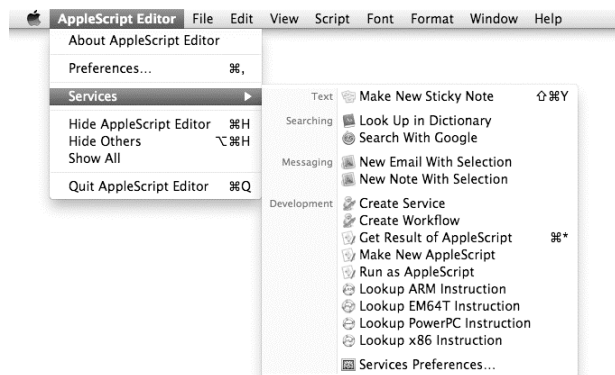 AppleScript Editor File Edit View Script Font Format Window Help
About AppleScript Editor
Preferences... ⌘,
Services ▶
Hide AppleScript Editor ⌘H
Hide Others ⌥⌘H
Show All
Quit AppleScript Editor ⌘Q
Text Make New Sticky Note ⇧⌘Y
Searching Look Up in Dictionary
Search With Google
Messaging New Email With Selection
New Note With Selection
Development Create Service
Create Workflow
Get Result of AppleScript ⌘*
Make New AppleScript
Run as AppleScript
Lookup ARM Instruction
Lookup EM64T Instruction
Lookup PowerPC Instruction
Lookup x86 Instruction
Services Preferences...